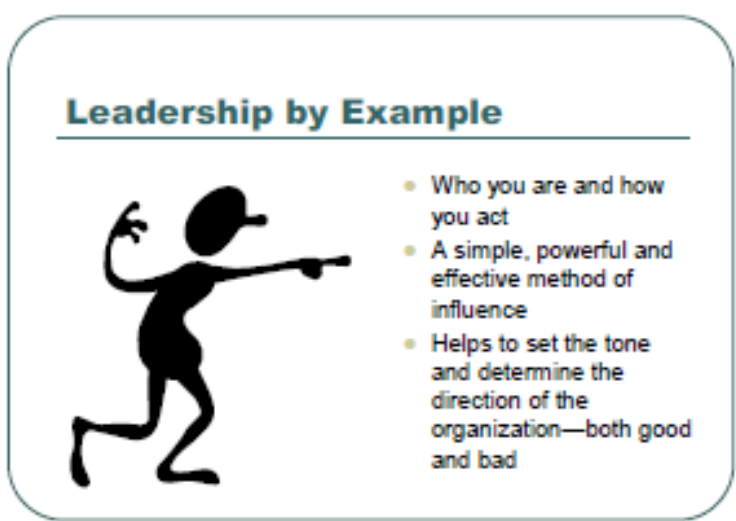 Leadership by Example
Who you are and how
you act
A simple, powerful and
effective method of
influence
Helps to set the tone
and determine the
direction of the
organization—both good
and bad